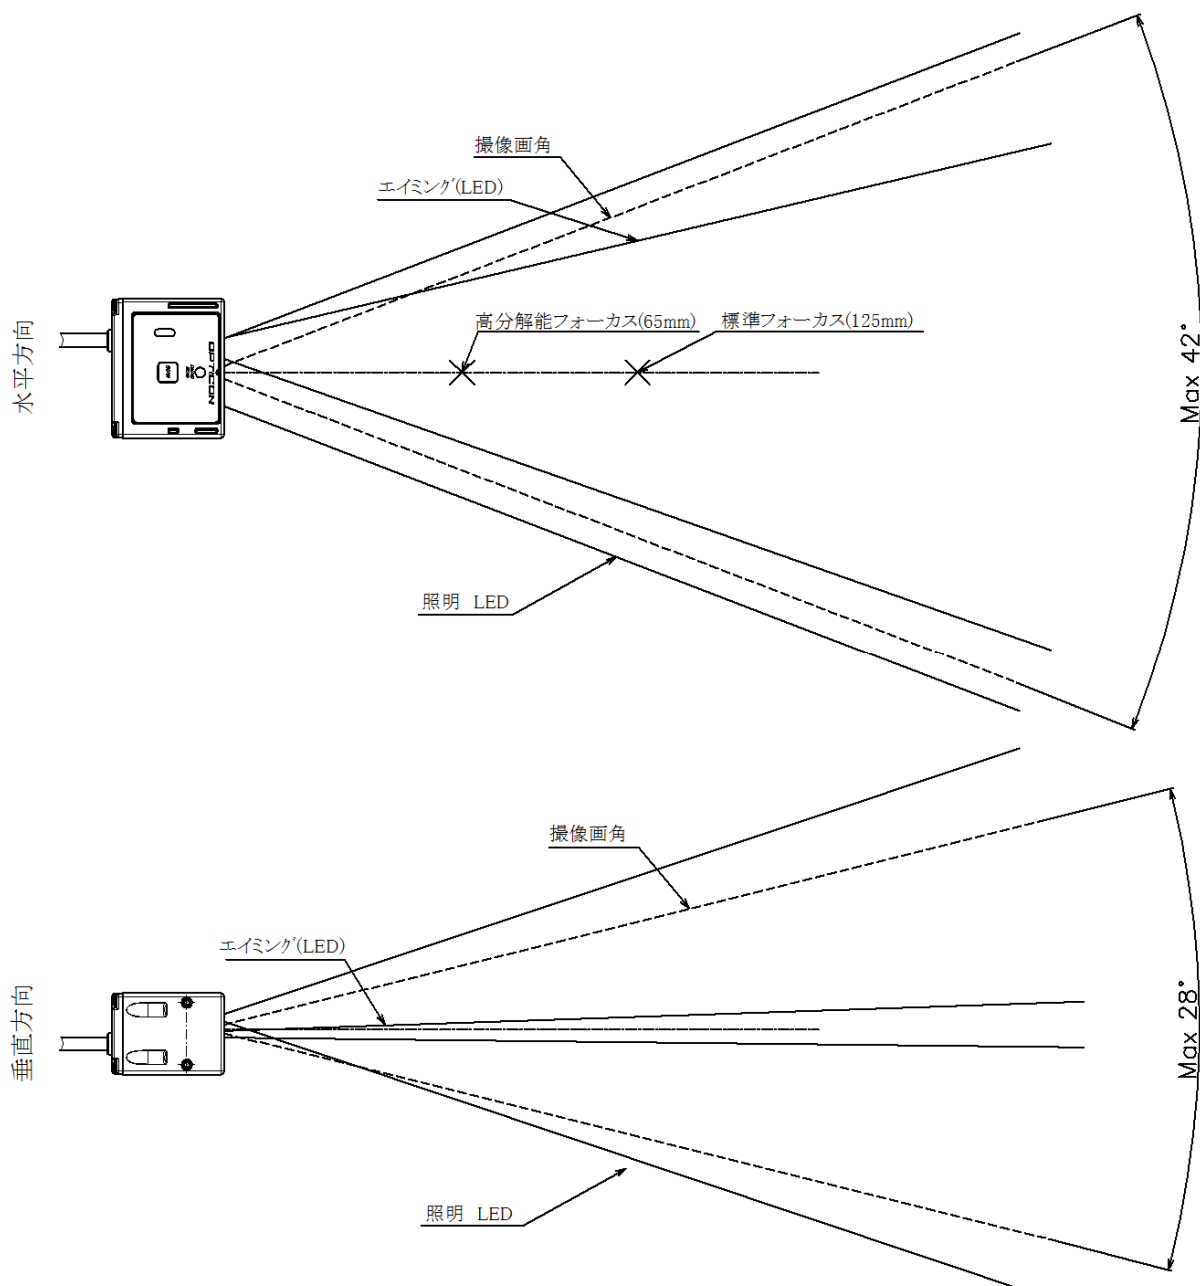 水平方向
撮像画角
エイミング(LED)
高分解能フォーカス(65mm)
標準フォーカス(125mm)
OPTICON
照明 LED
Max 42°
垂直方向
撮像画角
エイミング(LED)
照明 LED
Max 28°